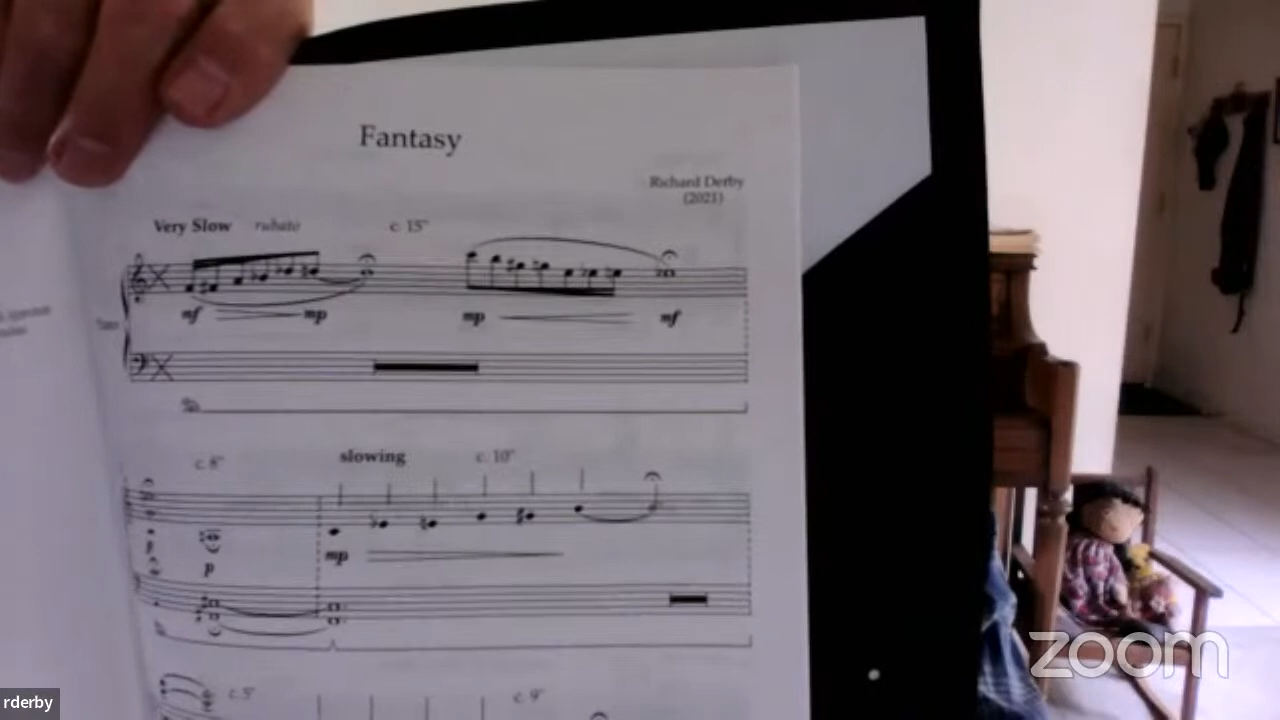 Fantasy
Richard Derby
(2021)
Very Slow rubato c. 15"
mf mp mp mf
c. 8" slowing c. 10"
p p mp
c. 5" c. 9"
zoom
rderby